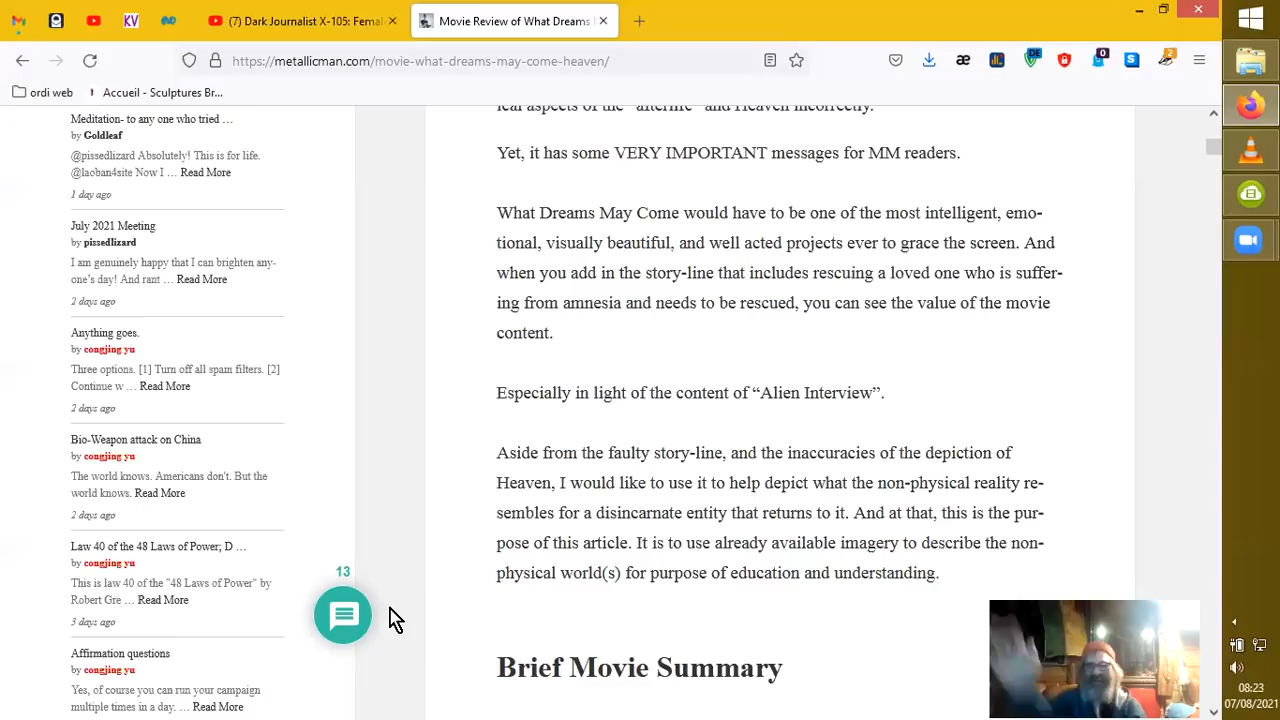 (7) Dark Journalist X-105: Fema
Movie Review of What Dreams
https://metallicman.com/movie-what-dreams-may-come-heaven/
ordi web
Accueil - Sculptures Br...
Meditation- to any one who tried ...
by Goldleaf
@pissedlizard Absolutely! This is for life.
@laoban4site Now I ... Read More
1 day ago
July 2021 Meeting
by pissedlizard
I am genuinely happy that I can brighten any-
one's day! And rant ... Read More
2 days ago
Anything goes.
by congjing yu
Three options. [1] Turn off all spam filters. [2]
Continue w ... Read More
2 days ago
Bio-Weapon attack on China
by congjing yu
The world knows. Americans don't. But the
world knows. Read More
2 days ago
Law 40 of the 48 Laws of Power; D ...
by congjing yu
This is law 40 of the "48 Laws of Power" by
Robert Gre ... Read More
3 days ago
Affirmation questions
by congjing yu
Yes, of course you can run your campaign
multiple times in a day. ... Read More
13
leaf aspects of the "afterlife" and Heaven incorrectly.
Yet, it has some VERY IMPORTANT messages for MM readers.
What Dreams May Come would have to be one of the most intelligent, emo-
tional, visually beautiful, and well acted projects ever to grace the screen. And
when you add in the story-line that includes rescuing a loved one who is suffer-
ing from amnesia and needs to be rescued, you can see the value of the movie
content.
Especially in light of the content of “Alien Interview”.
Aside from the faulty story-line, and the inaccuracies of the depiction of
Heaven, I would like to use it to help depict what the non-physical reality re-
sembles for a disincarnate entity that returns to it. And at that, this is the pur-
pose of this article. It is to use already available imagery to describe the non-
physical world(s) for purpose of education and understanding.
Brief Movie Summary
KV
æ
DE
0
S
2
08:23
07/08/2021